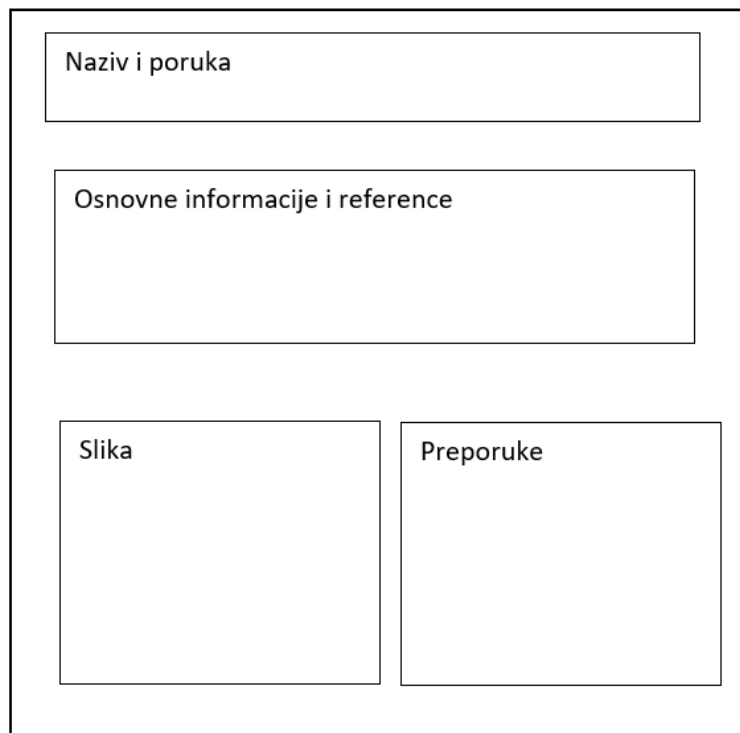 Naziv i poruka
Osnovne informacije i reference
Slika
Preporuke